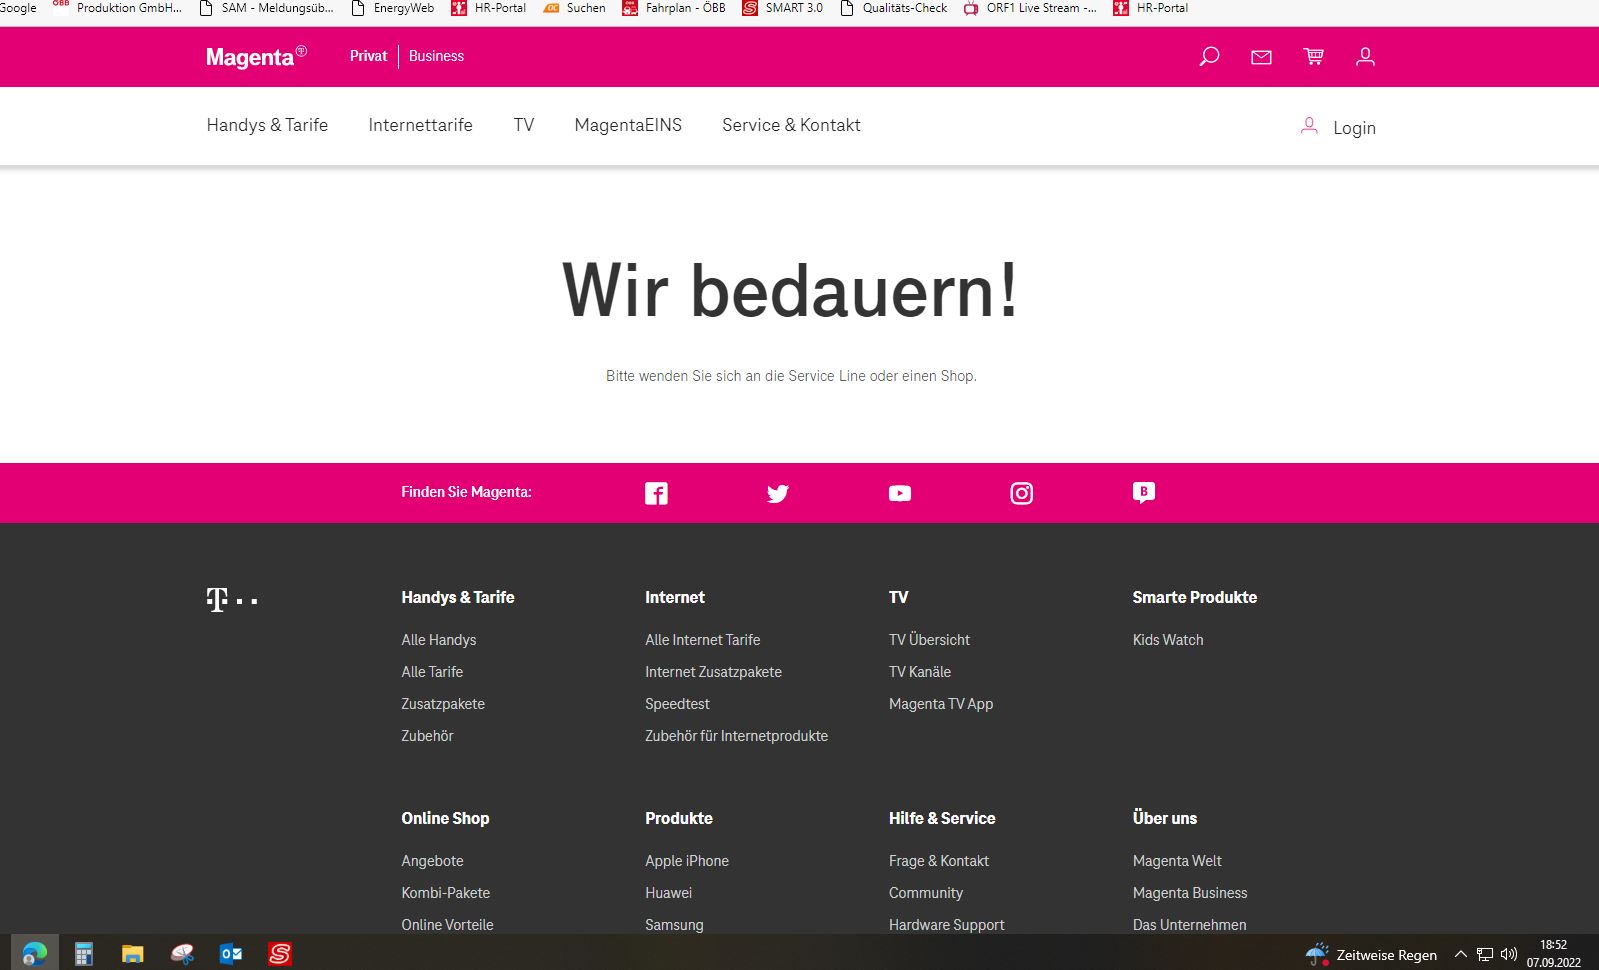 Google Produktion GmbH... SAM - Meldungsüb... EnergyWeb HR-Portal Suchen Fahrplan - ÖBB SMART 3.0 Qualitäts-Check ORF1 Live Stream -... HR-Portal
Magenta Privat Business
Handys & Tarife Internettarife TV MagentaEINS Service & Kontakt Login
Wir bedauern!
Bitte wenden Sie sich an die Service Line oder einen Shop.
Finden Sie Magenta:
T
Handys & Tarife Internet TV Smarte Produkte
Alle Handys Alle Internet Tarife TV Übersicht Kids Watch
Alle Tarife Internet Zusatzpakete TV Kanäle
Zusatzpakete Speedtest Magenta TV App
Zubehör Zubehör für Internetprodukte
Online Shop Produkte Hilfe & Service Über uns
Angebote Apple iPhone Frage & Kontakt Magenta Welt
Kombi-Pakete Huawei Community Magenta Business
Online Vorteile Samsung Hardware Support Das Unternehmen
Zeitweise Regen 18:52
07.09.2022